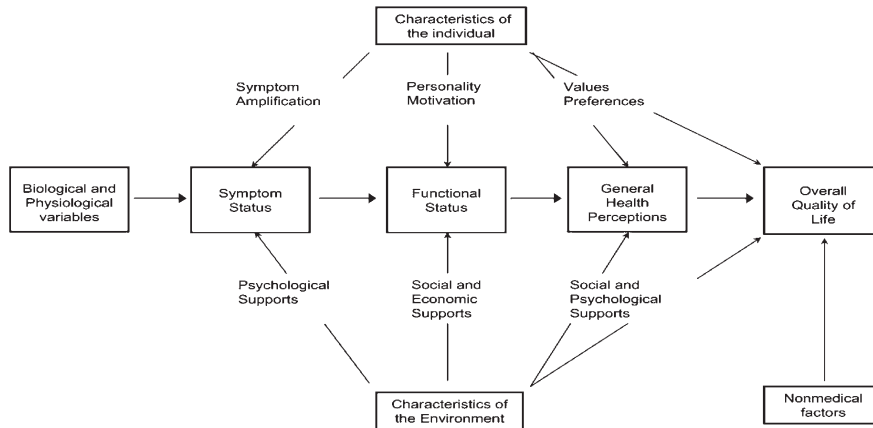 Characteristics of
the individual
Symptom
Amplification
Personality
Motivation
Values
Preferences
Biological and
Physiological
variables
Symptom
Status
Functional
Status
General
Health
Perceptions
Overall
Quality of
Life
Psychological
Supports
Social and
Economic
Supports
Social and
Psychological
Supports
Characteristics of
the Environment
Nonmedical
factors